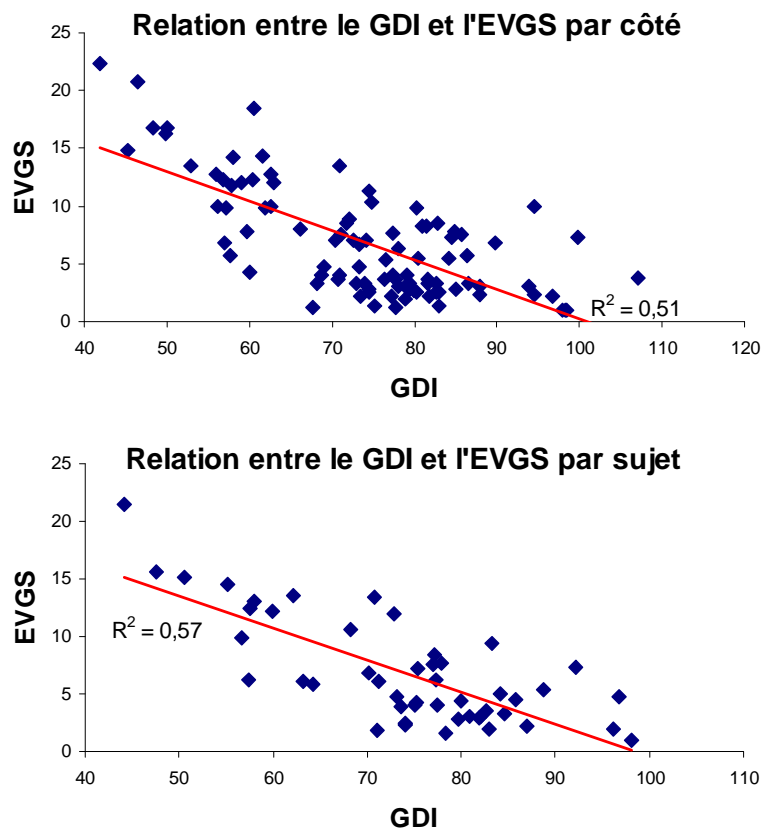 Relation entre le GDI et l'EVGS par côté
25
20
15
10
5
0
EVGS
R² = 0,51
40 50 60 70 80 90 100 110 120
GDI
Relation entre le GDI et l'EVGS par sujet
25
20
15
10
5
0
EVGS
R² = 0,57
40 50 60 70 80 90 100 110
GDI